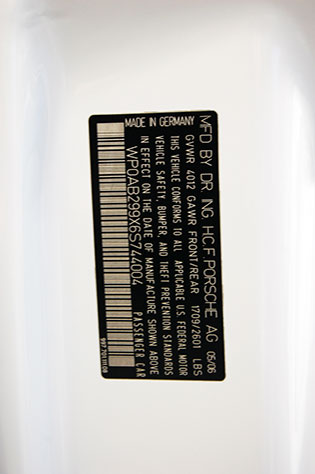 MFD BY DR. ING. H.C.F. PORSCHE AG 05/06
GVWR 4012 GAWR FRONT/REAR 1709/2601 LBS
THIS VEHICLE CONFORMS TO ALL APPLICABLE U.S. FEDERAL MOTOR
VEHICLE SAFETY, BUMPER, AND THEFT PREVENTION STANDARDS
IN EFFECT ON THE DATE OF MANUFACTURE SHOWN ABOVE
WP0AB299X6S744004 PASSENGER CAR
MADE IN GERMANY